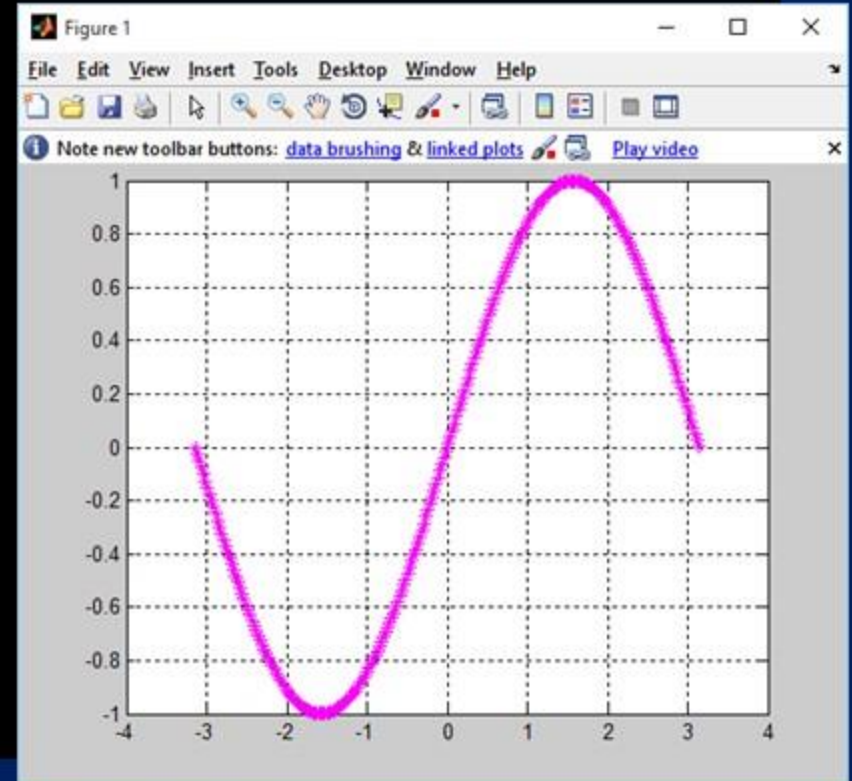 Figure 1
File Edit View Insert Tools Desktop Window Help
Note new toolbar buttons: data brushing & linked plots Play video
1
0.8
0.6
0.4
0.2
0
-0.2
-0.4
-0.6
-0.8
-1
-4 -3 -2 -1 0 1 2 3 4